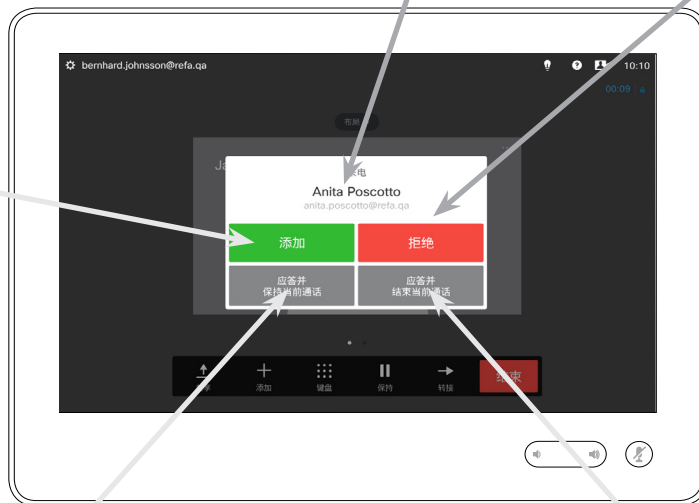 bernhard.johnsson@refa.qa
10:10
00:09
来电
Anita Poscotto
anita.poscotto@refa.qa
添加
拒绝
应答并
保持当前通话
应答并
结束当前通话
添加
键盘
保持
转接
结束